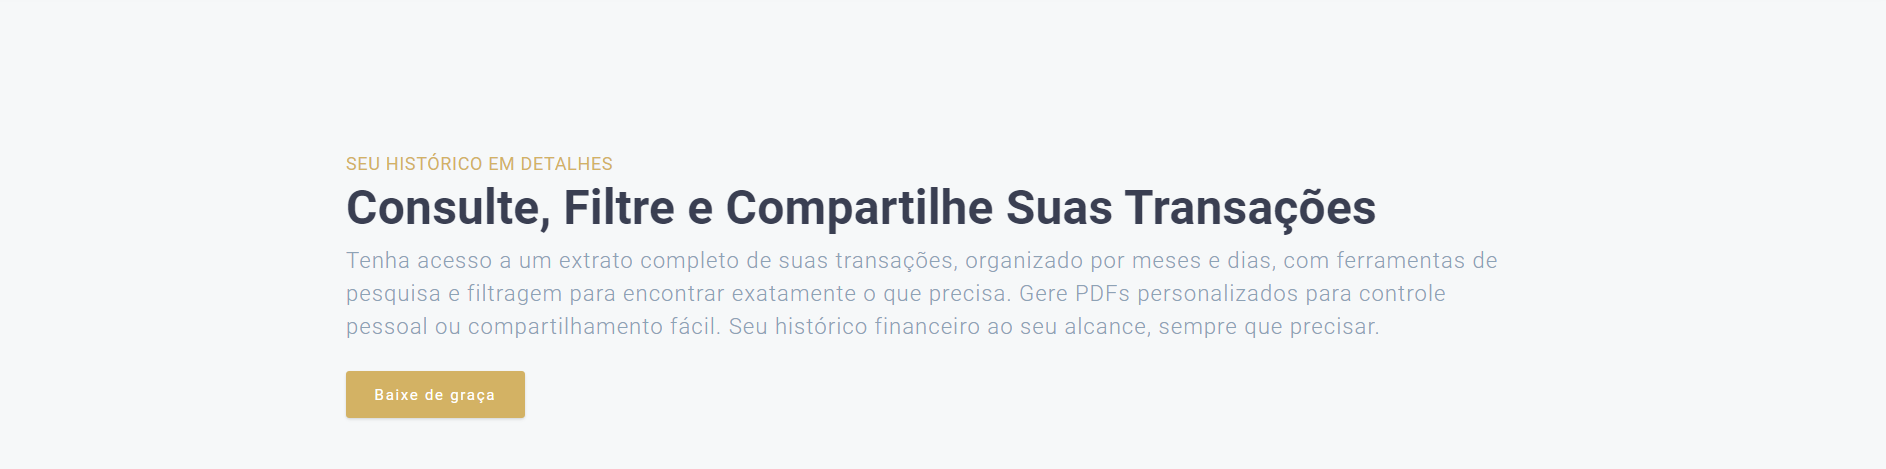 SEU HISTÓRICO EM DETALHES
Consulte, Filtre e Compartilhe Suas Transações
Tenha acesso a um extrato completo de suas transações, organizado por meses e dias, com ferramentas de
pesquisa e filtragem para encontrar exatamente o que precisa. Gere PDFs personalizados para controle
pessoal ou compartilhamento fácil. Seu histórico financeiro ao seu alcance, sempre que precisar.
Baixe de graça